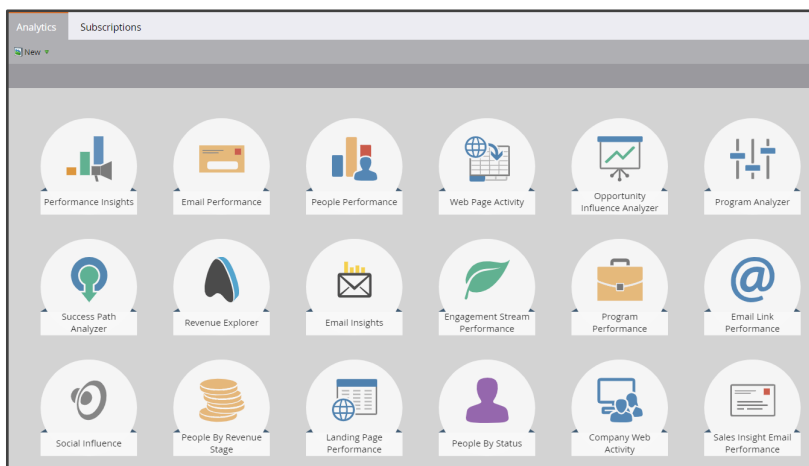 Analytics Subscriptions
New
Performance Insights Email Performance People Performance Web Page Activity Opportunity Influence Analyzer Program Analyzer
Success Path Analyzer Revenue Explorer Email Insights Engagement Stream Performance Program Performance Email Link Performance
Social Influence People By Revenue Stage Landing Page Performance People By Status Company Web Activity Sales Insight Email Performance